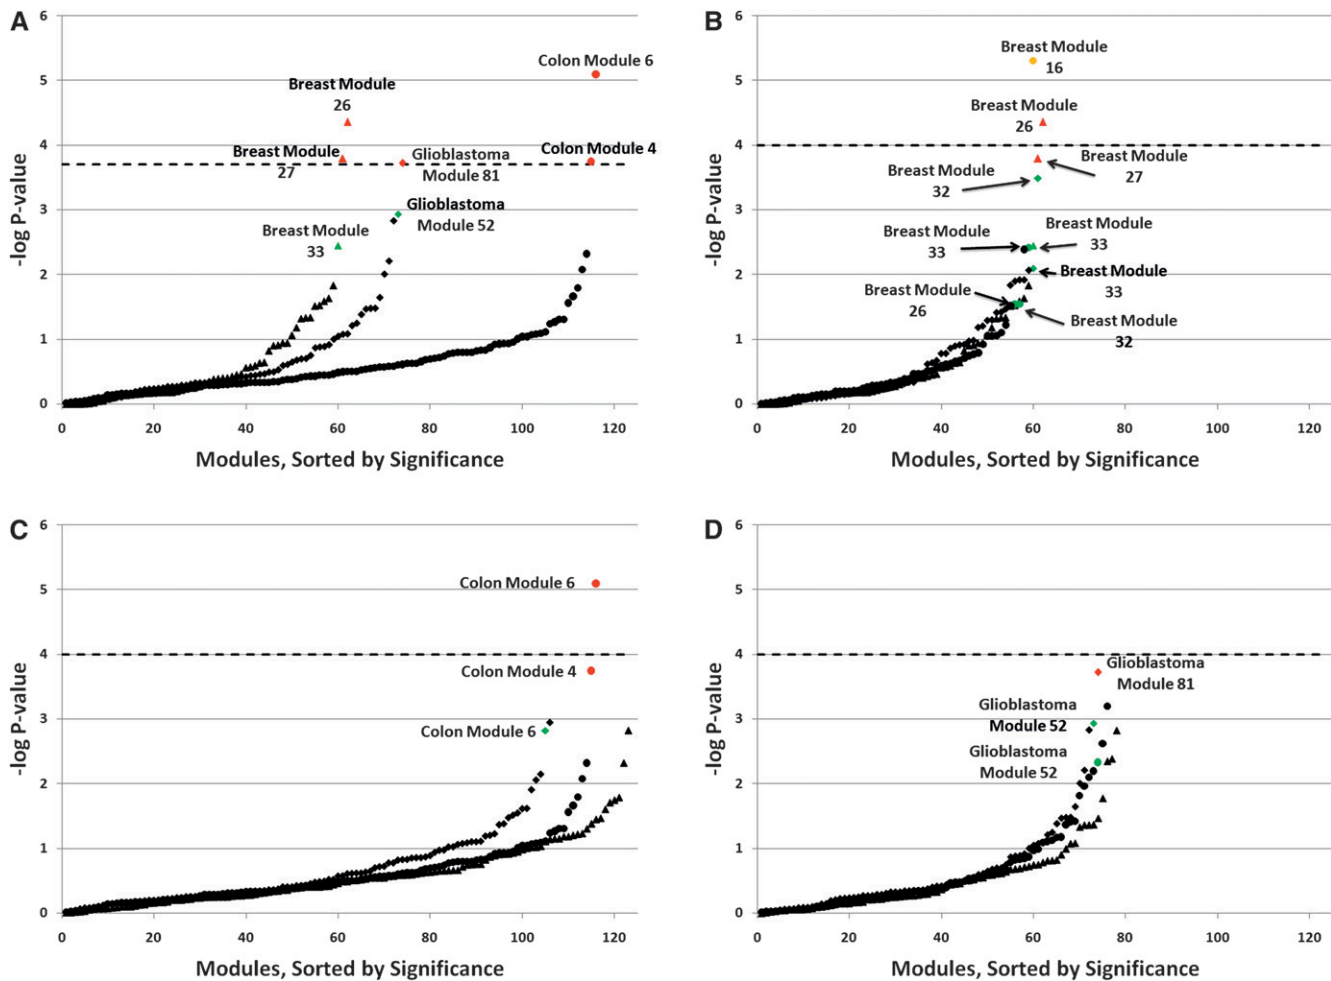 A
6
5
4
3
2
1
0
-log P-value
Colon Module 6
Breast Module
26
Breast Module
27
Glioblastoma
Module 81
Colon Module 4
Glioblastoma
Module 52
Breast Module
33
0 20 40 60 80 100 120
Modules, Sorted by Significance
B
6
5
4
3
2
1
0
-log P-value
Breast Module
16
Breast Module
26
Breast Module
27
Breast Module
32
Breast Module
33
Breast Module
33
Breast Module
33
Breast Module
26
Breast Module
32
0 20 40 60 80 100 120
Modules, Sorted by Significance
C
6
5
4
3
2
1
0
-log P-value
Colon Module 6
Colon Module 4
Colon Module 6
0 20 40 60 80 100 120
Modules, Sorted by Significance
D
6
5
4
3
2
1
0
-log P-value
Glioblastoma
Module 81
Glioblastoma
Module 52
Glioblastoma
Module 52
0 20 40 60 80 100 120
Modules, Sorted by Significance